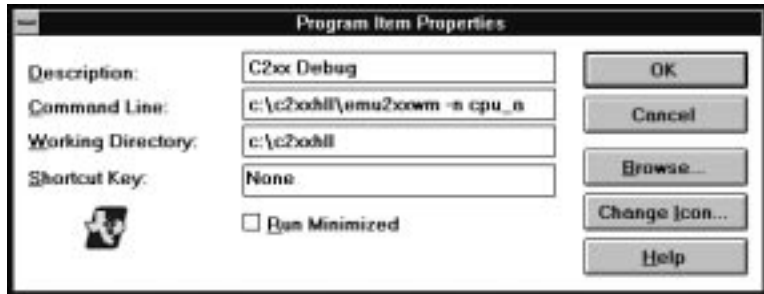 Program Item Properties
Description: C2xx Debug
Command Line: c:\c2xxhll\emu2xxwm -n cpu_n
Working Directory: c:\c2xxhll
Shortcut Key: None
Run Minimized
OK
Cancel
Browse...
Change Icon...
Help